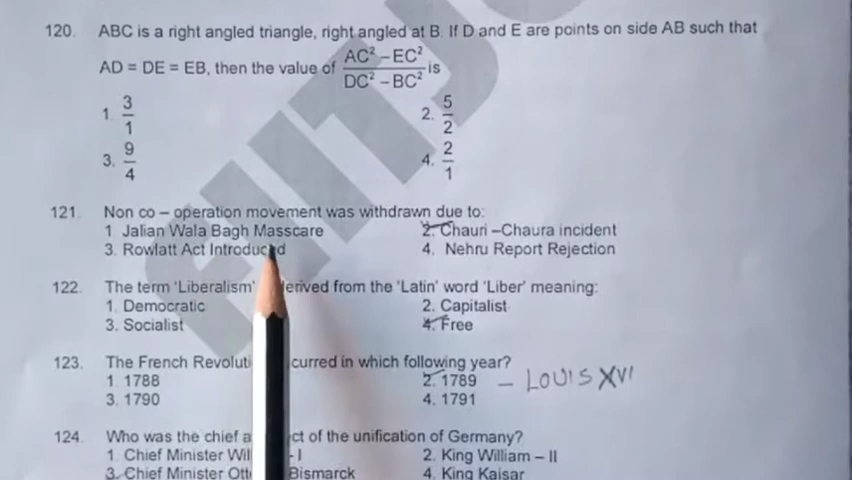 120. ABC is a right angled triangle, right angled at B. If D and E are points on side AB such that
AD = DE = EB, then the value of (AC² – EC²)/(DC² – BC²) is
1 3/1 2. 5/2
3. 9/4 4. 2/1
121. Non co – operation movement was withdrawn due to:
1 Jalian Wala Bagh Masscare 2. Chauri –Chaura incident
3. Rowlatt Act Introduced 4. Nehru Report Rejection
122. The term 'Liberalism' derived from the 'Latin' word 'Liber' meaning:
1. Democratic 2. Capitalist
3. Socialist 4. Free
123. The French Revoluti curred in which following year?
1. 1788 2. 1789 – LOUIS XVI
3. 1790 4. 1791
124. Who was the chief a ct of the unification of Germany?
1. Chief Minister Wil - I 2. King William – II
3. Chief Minister Ott Bismarck 4. King Kaisar
FIITJ